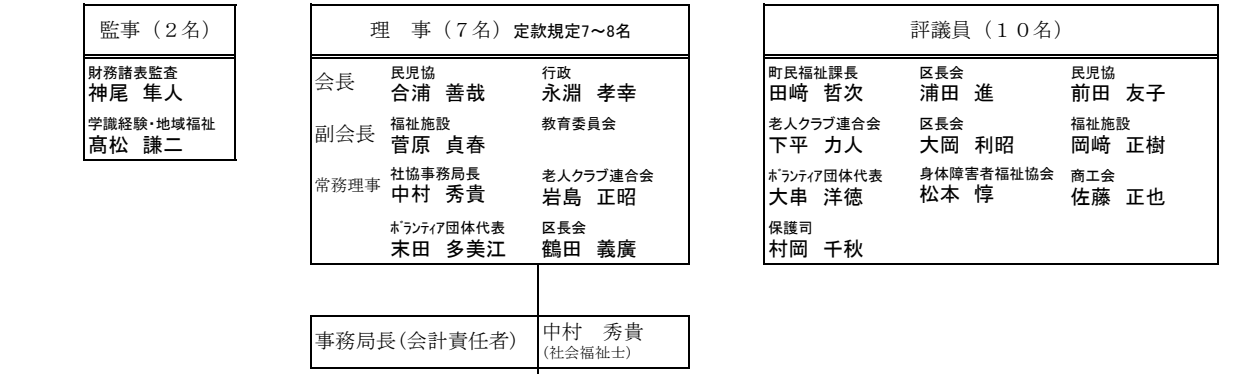 監事（２名）
財務諸表監査
神尾 隼人
学識経験・地域福祉
髙松 謙二
理　事（７名）定款規定7～8名
会長 民児協 行政
合浦 善哉 永淵 孝幸
副会長 福祉施設 教育委員会
菅原 貞春
常務理事 社協事務局長 老人クラブ連合会
中村 秀貴 岩島 正昭
ﾎﾞﾗﾝﾃｨｱ団体代表 区長会
末田 多美江 鶴田 義廣
評議員（１０名）
町民福祉課長 区長会 民児協
田﨑 哲次 浦田 進 前田 友子
老人クラブ連合会 区長会 福祉施設
下平 力人 大岡 利昭 岡﨑 正樹
ﾎﾞﾗﾝﾃｨｱ団体代表 身体障害者福祉協会 商工会
大串 洋徳 松本 惇 佐藤 正也
保護司
村岡 千秋
事務局長(会計責任者) 中村　秀貴
(社会福祉士)